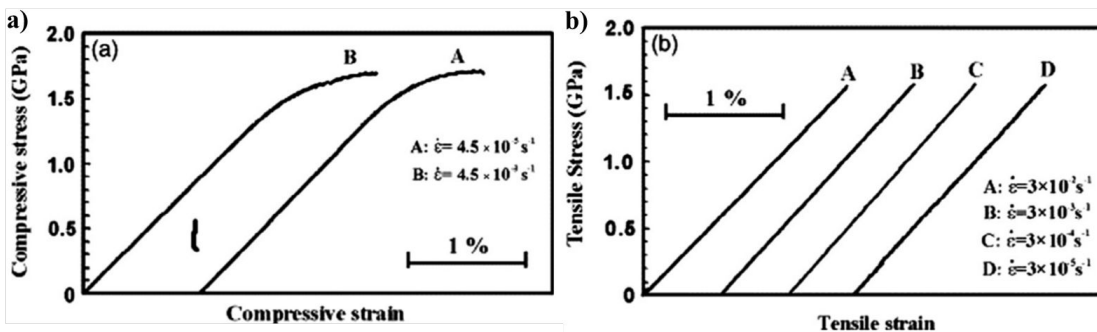 a)
(a)
2.0
1.5
1.0
0.5
0
Compressive stress (GPa)
B
A
A: ε̇= 4.5 ×10⁻⁵s⁻¹
B: ε̇= 4.5 ×10⁻³s⁻¹
1 %
Compressive strain
b)
(b)
2.0
1.5
1.0
0.5
0
Tensile Stress (GPa)
A
B
C
D
1 %
A: ε̇=3×10⁻²s⁻¹
B: ε̇=3×10⁻³s⁻¹
C: ε̇=3×10⁻⁴s⁻¹
D: ε̇=3×10⁻⁵s⁻¹
Tensile strain